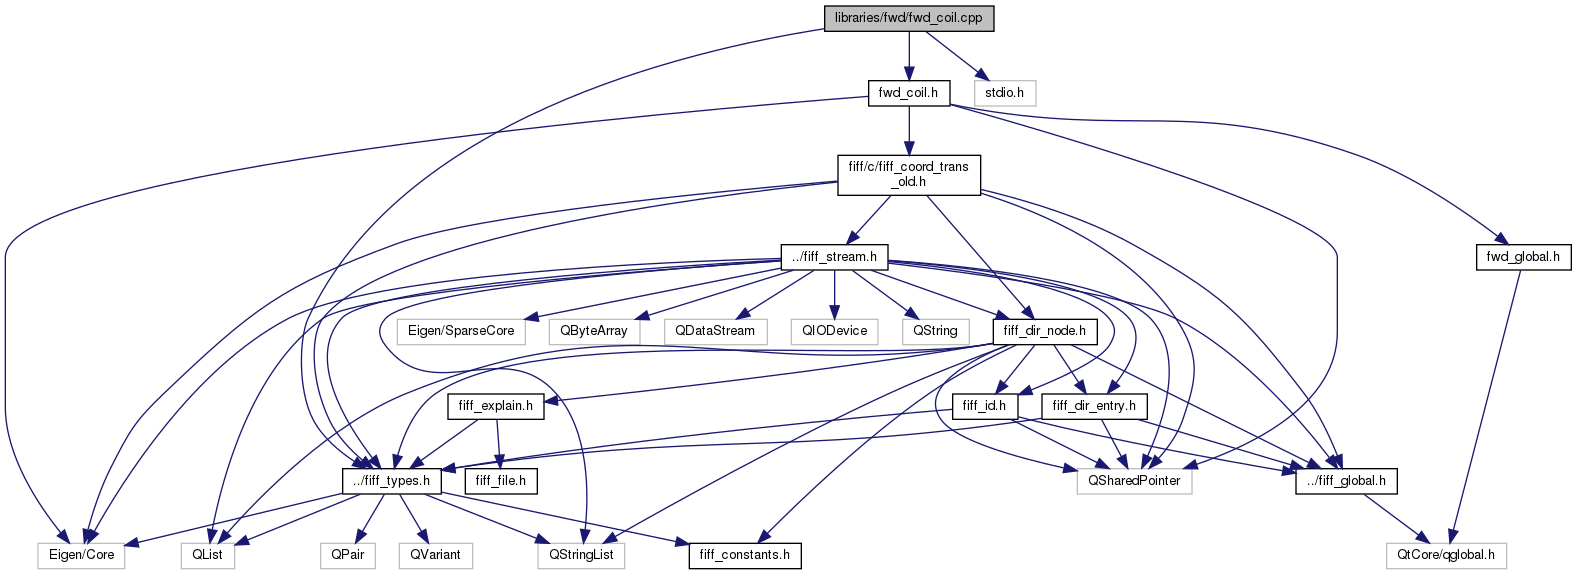 libraries/fwd/fwd_coil.cpp
fwd_coil.h
stdio.h
fiff/c/fiff_coord_trans
_old.h
../fiff_stream.h
fwd_global.h
Eigen/SparseCore
QByteArray
QDataStream
QIODevice
QString
fiff_dir_node.h
fiff_explain.h
fiff_id.h
fiff_dir_entry.h
../fiff_types.h
fiff_file.h
QSharedPointer
../fiff_global.h
Eigen/Core
QList
QPair
QVariant
QStringList
fiff_constants.h
QtCore/qglobal.h